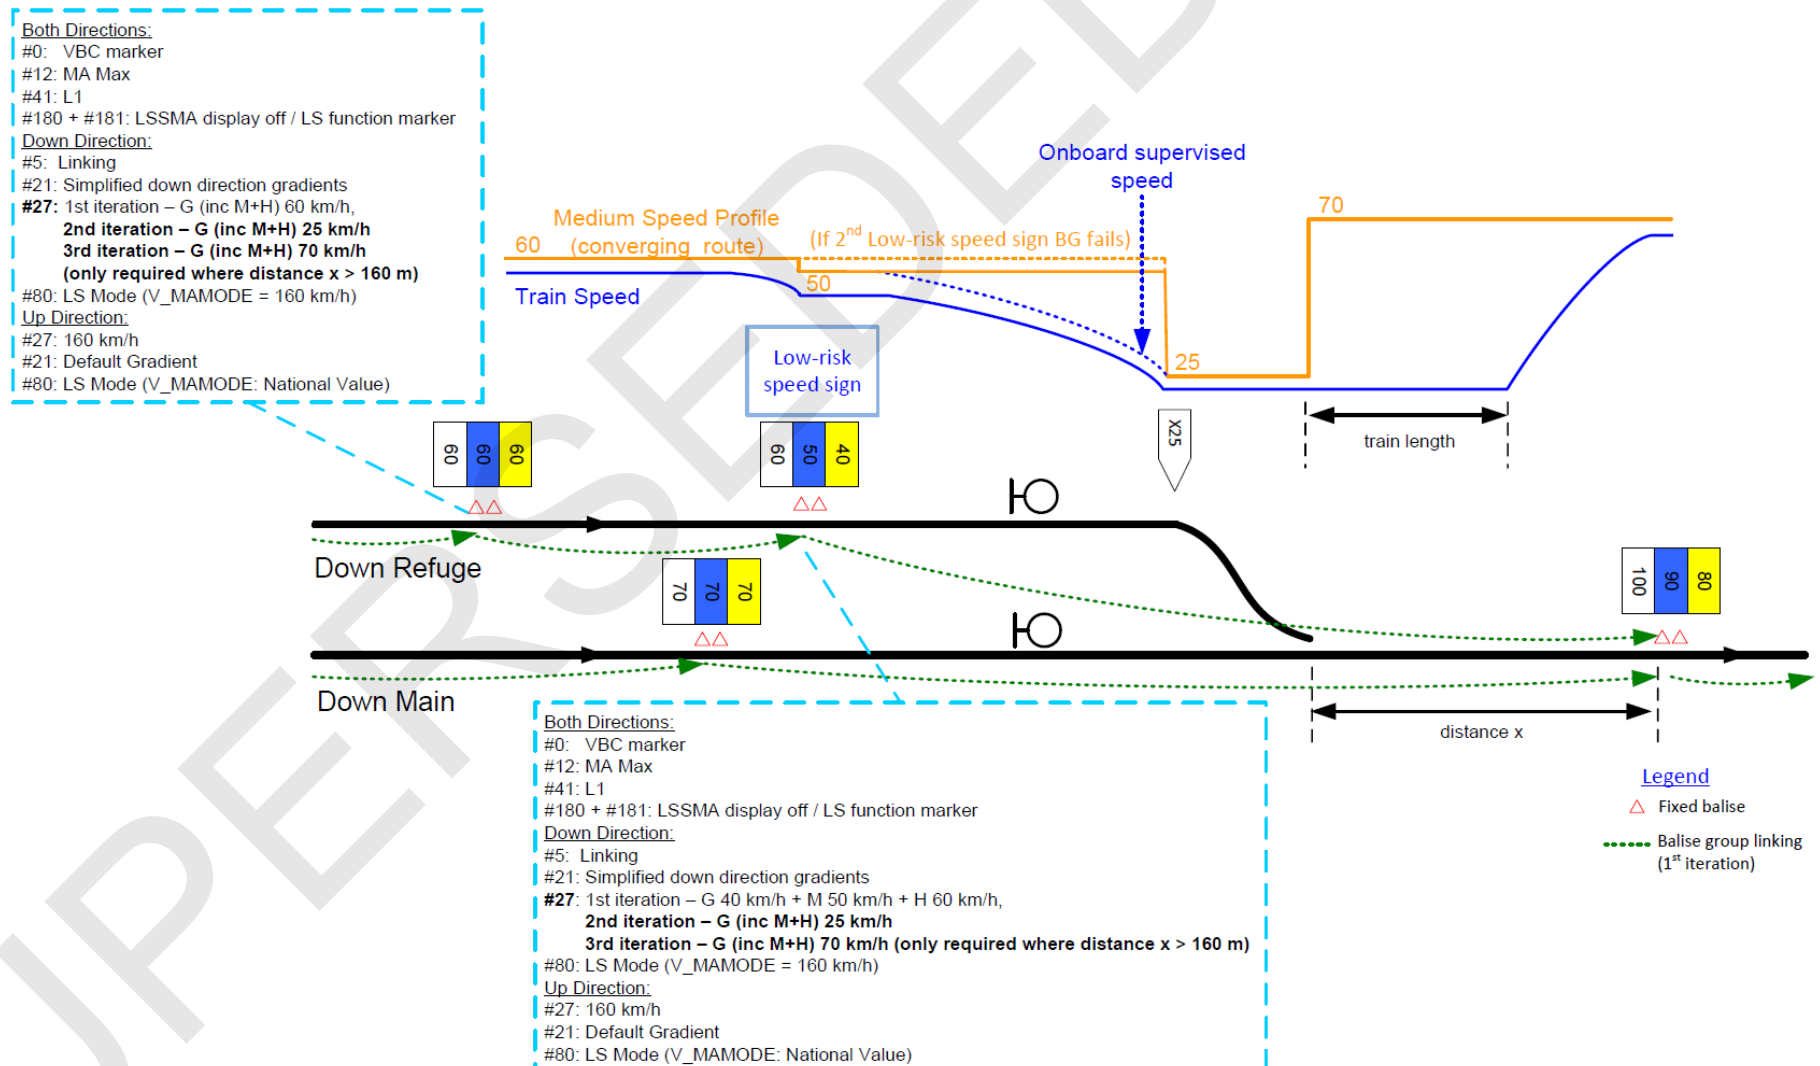 Both Directions:
#0: VBC marker
#12: MA Max
#41: L1
#180 + #181: LSSMA display off / LS function marker
Down Direction:
#5: Linking
#21: Simplified down direction gradients
#27: 1st iteration – G (inc M+H) 60 km/h,
2nd iteration – G (inc M+H) 25 km/h
3rd iteration – G (inc M+H) 70 km/h
(only required where distance x > 160 m)
#80: LS Mode (V_MAMODE = 160 km/h)
Up Direction:
#27: 160 km/h
#21: Default Gradient
#80: LS Mode (V_MAMODE: National Value)
Onboard supervised
speed
Medium Speed Profile
(converging route)
60
(If 2nd Low-risk speed sign BG fails)
70
50
Train Speed
25
Low-risk
speed sign
X25
train length
60 60 60
60 50 40
Down Refuge
70 70 70
100 90 80
Down Main
distance x
Both Directions:
#0: VBC marker
#12: MA Max
#41: L1
#180 + #181: LSSMA display off / LS function marker
Down Direction:
#5: Linking
#21: Simplified down direction gradients
#27: 1st iteration – G 40 km/h + M 50 km/h + H 60 km/h,
2nd iteration – G (inc M+H) 25 km/h
3rd iteration – G (inc M+H) 70 km/h (only required where distance x > 160 m)
#80: LS Mode (V_MAMODE = 160 km/h)
Up Direction:
#27: 160 km/h
#21: Default Gradient
#80: LS Mode (V_MAMODE: National Value)
Legend
Fixed balise
Balise group linking
(1st iteration)
UPERSEDED